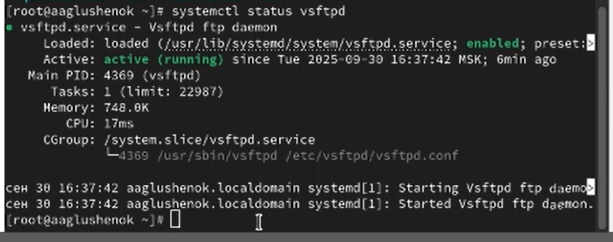 [root@aaglushenok ~]# systemctl status vsftpd
● vsftpd.service – Vsftpd ftp daemon
Loaded: loaded (/usr/lib/systemd/system/vsftpd.service; enabled; preset:>
Active: active (running) since Tue 2025-09-30 16:37:42 MSK; 6min ago
Main PID: 4369 (vsftpd)
Tasks: 1 (limit: 22987)
Memory: 748.0K
CPU: 17ms
CGroup: /system.slice/vsftpd.service
└─4369 /usr/sbin/vsftpd /etc/vsftpd/vsftpd.conf

сен 30 16:37:42 aaglushenok.localdomain systemd[1]: Starting Vsftpd ftp daemo>
сен 30 16:37:42 aaglushenok.localdomain systemd[1]: Started Vsftpd ftp daemon.
[root@aaglushenok ~]#